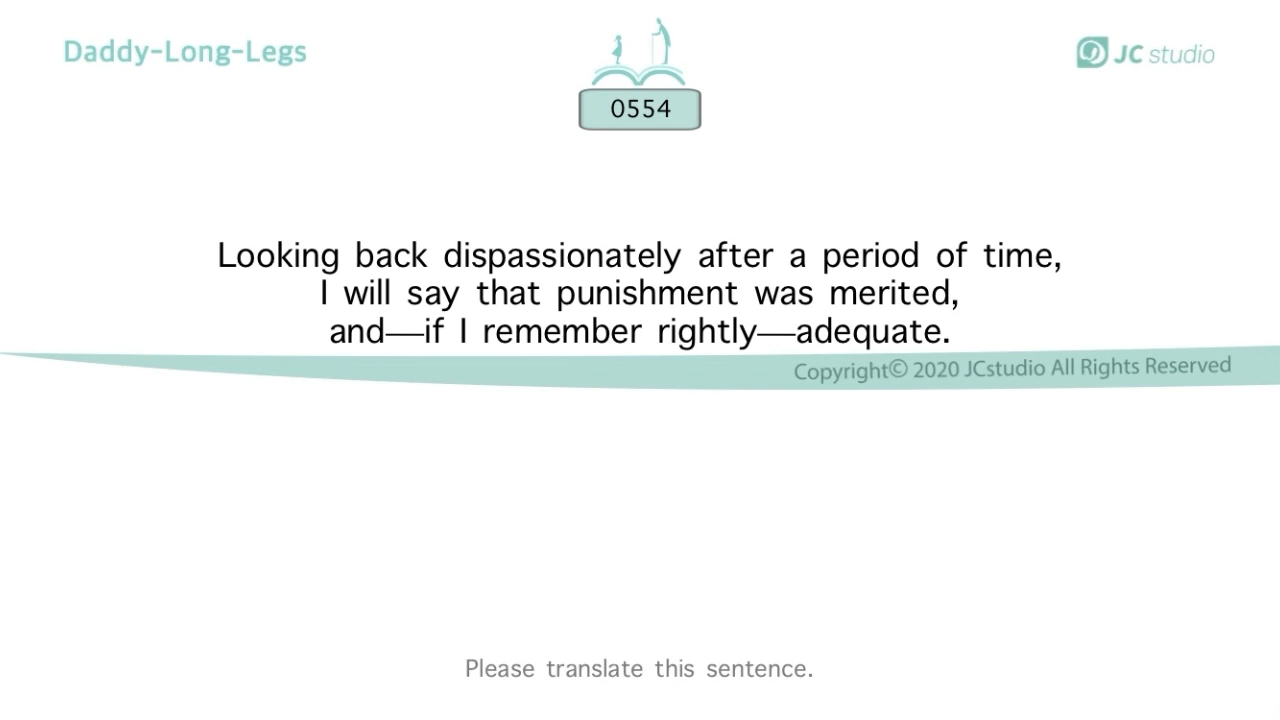 Daddy-Long-Legs
JC studio
0554
Looking back dispassionately after a period of time,
I will say that punishment was merited,
and—if I remember rightly—adequate.
Copyright© 2020 JCstudio All Rights Reserved
Please translate this sentence.